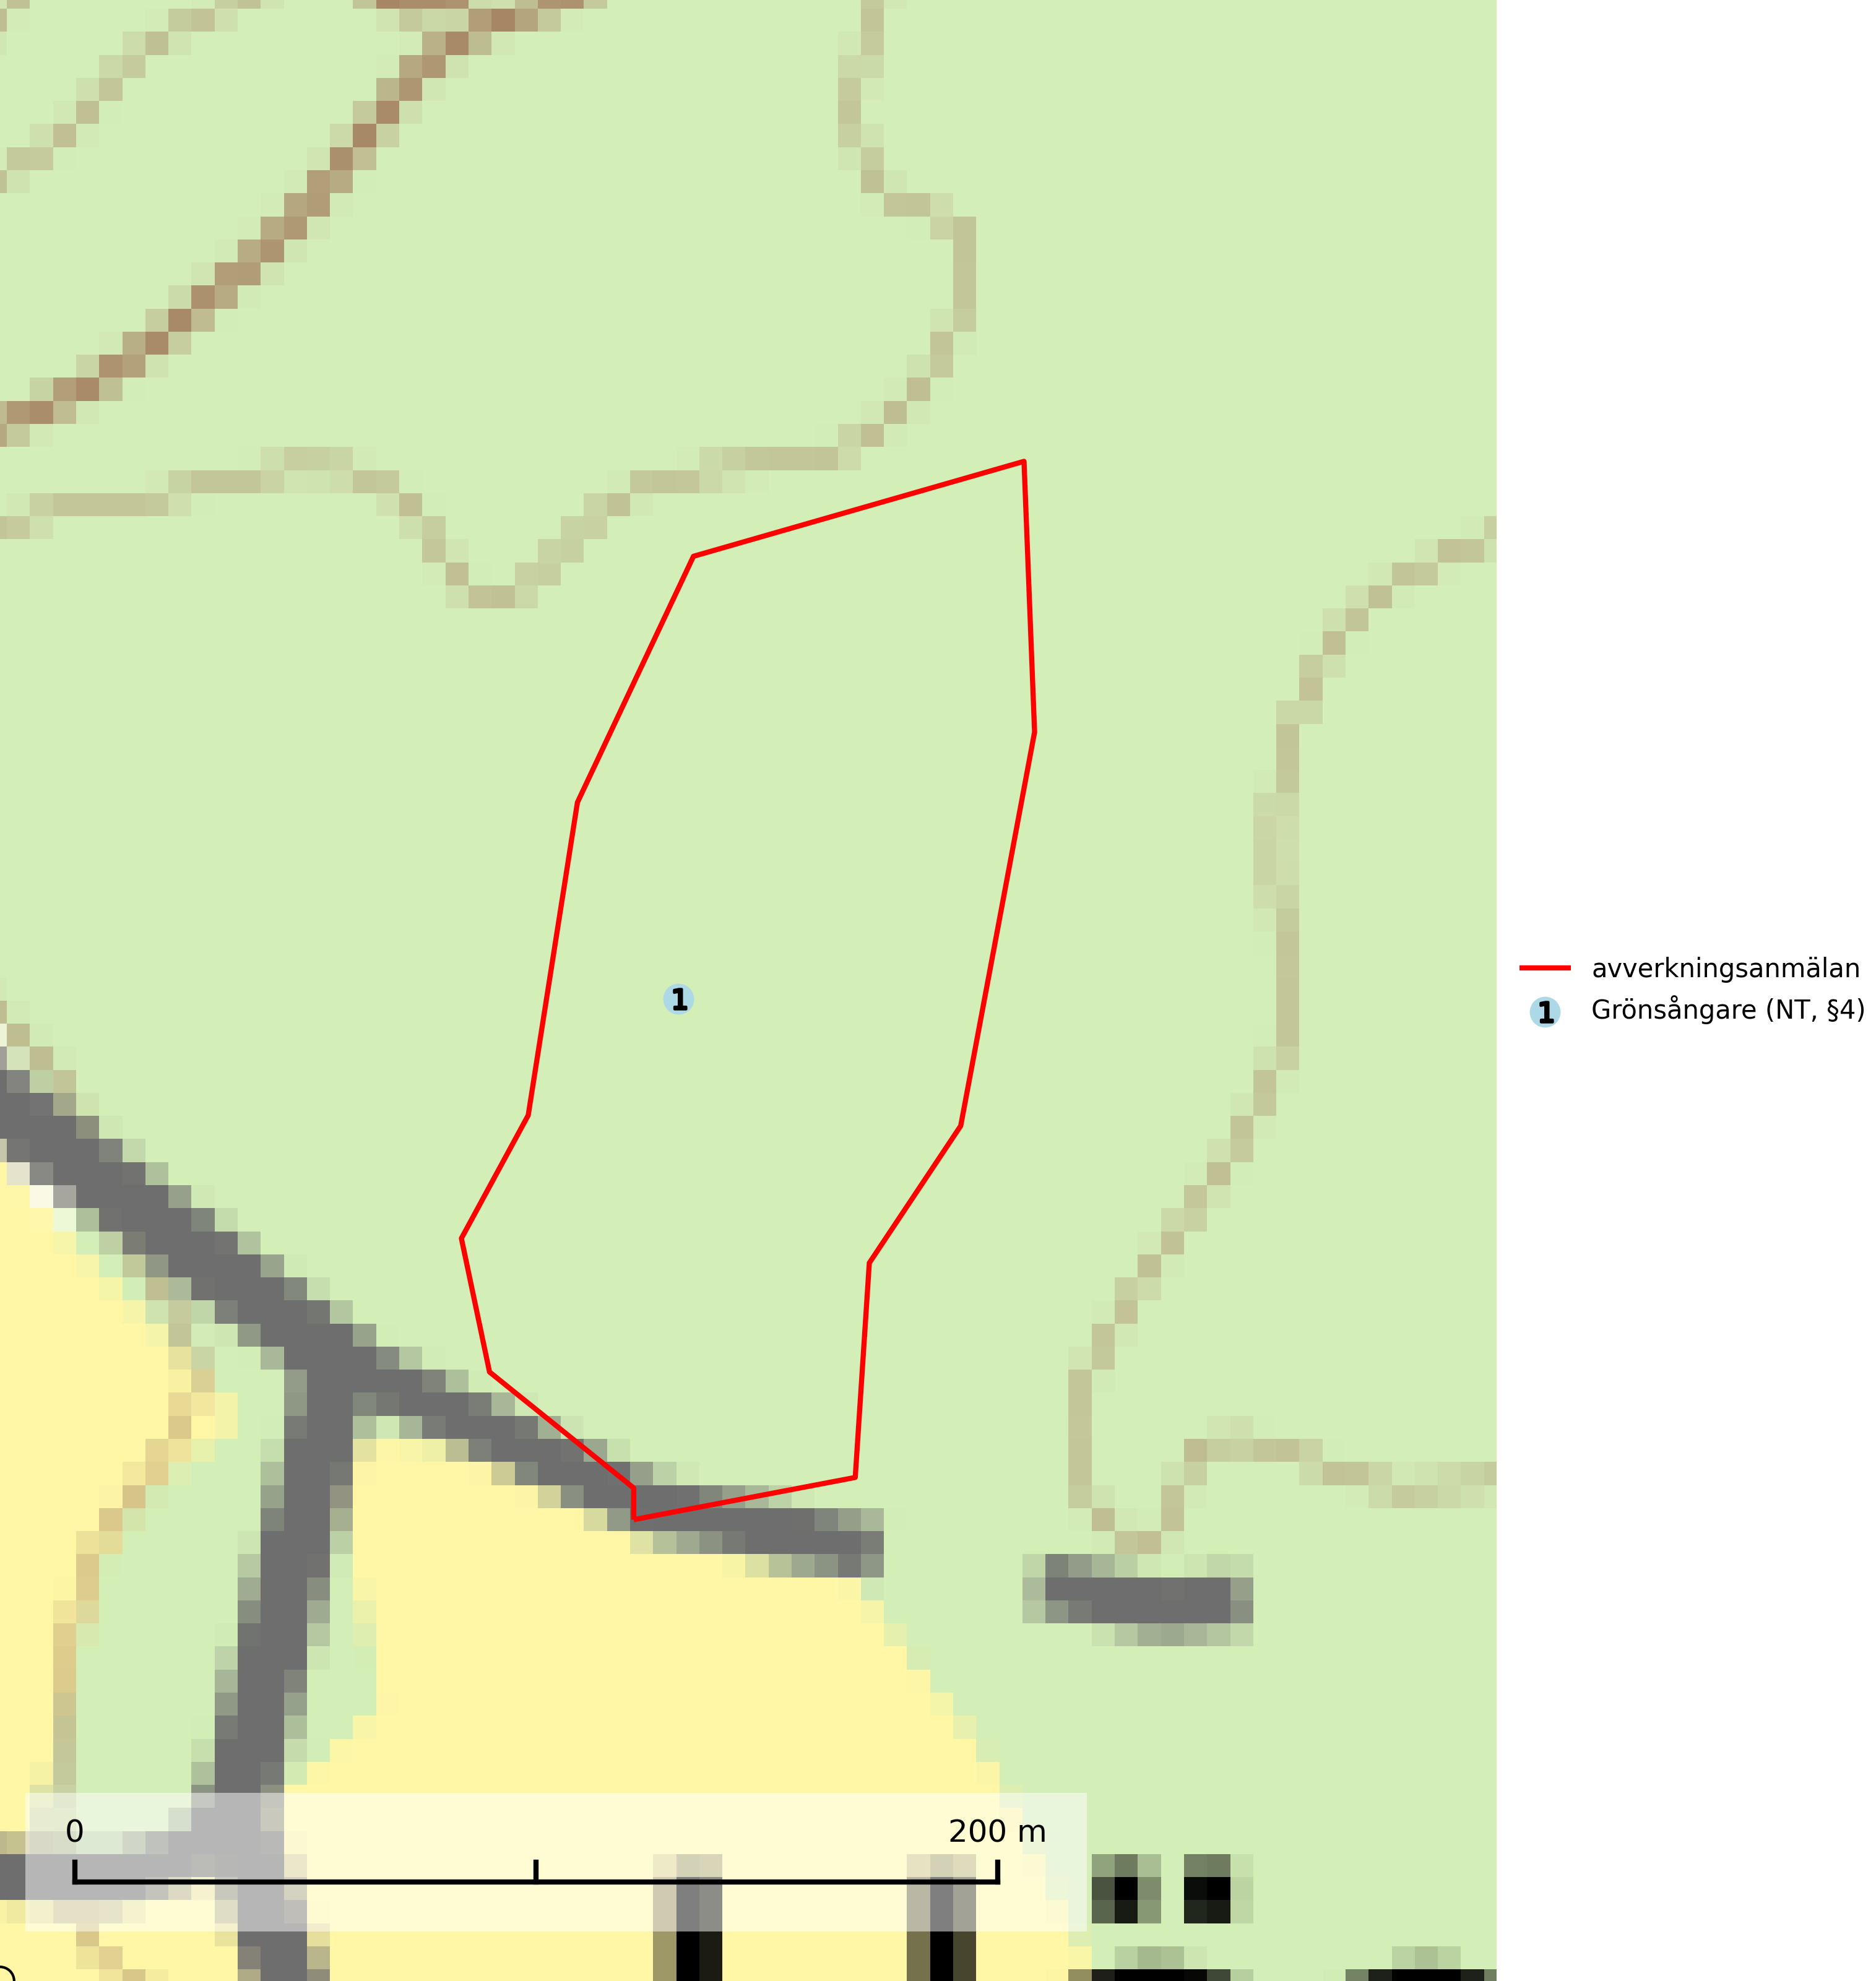 1
avverkningsanmälan
1 Grönsångare (NT, §4)
0 200 m